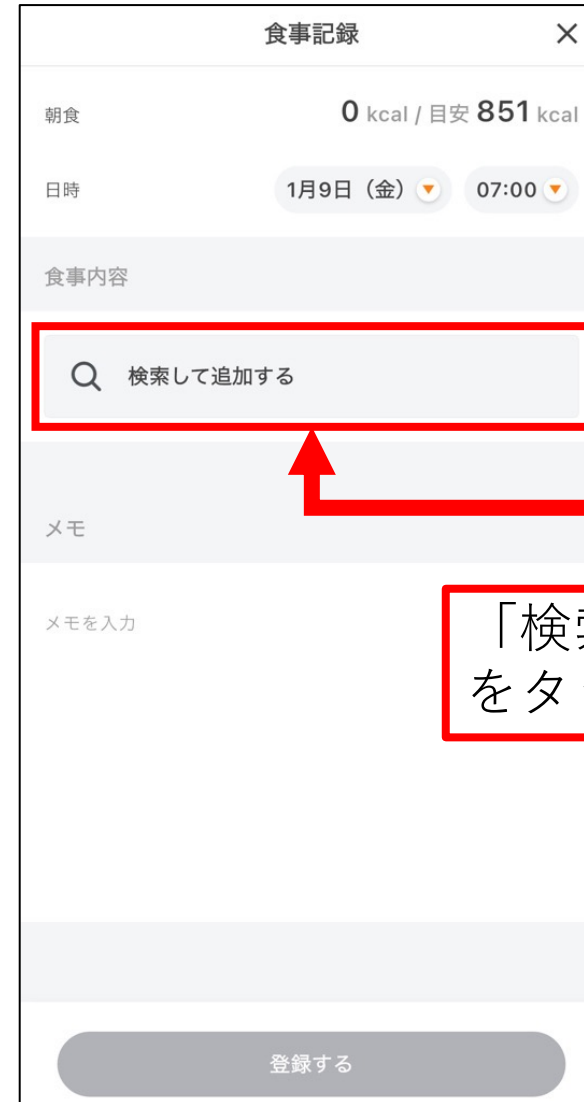 食事記録
朝食 0 kcal / 目安 851 kcal
日時 1月9日（金） 07:00
食事内容
検索して追加する
メモ
メモを入力
「検
をタ
登録する